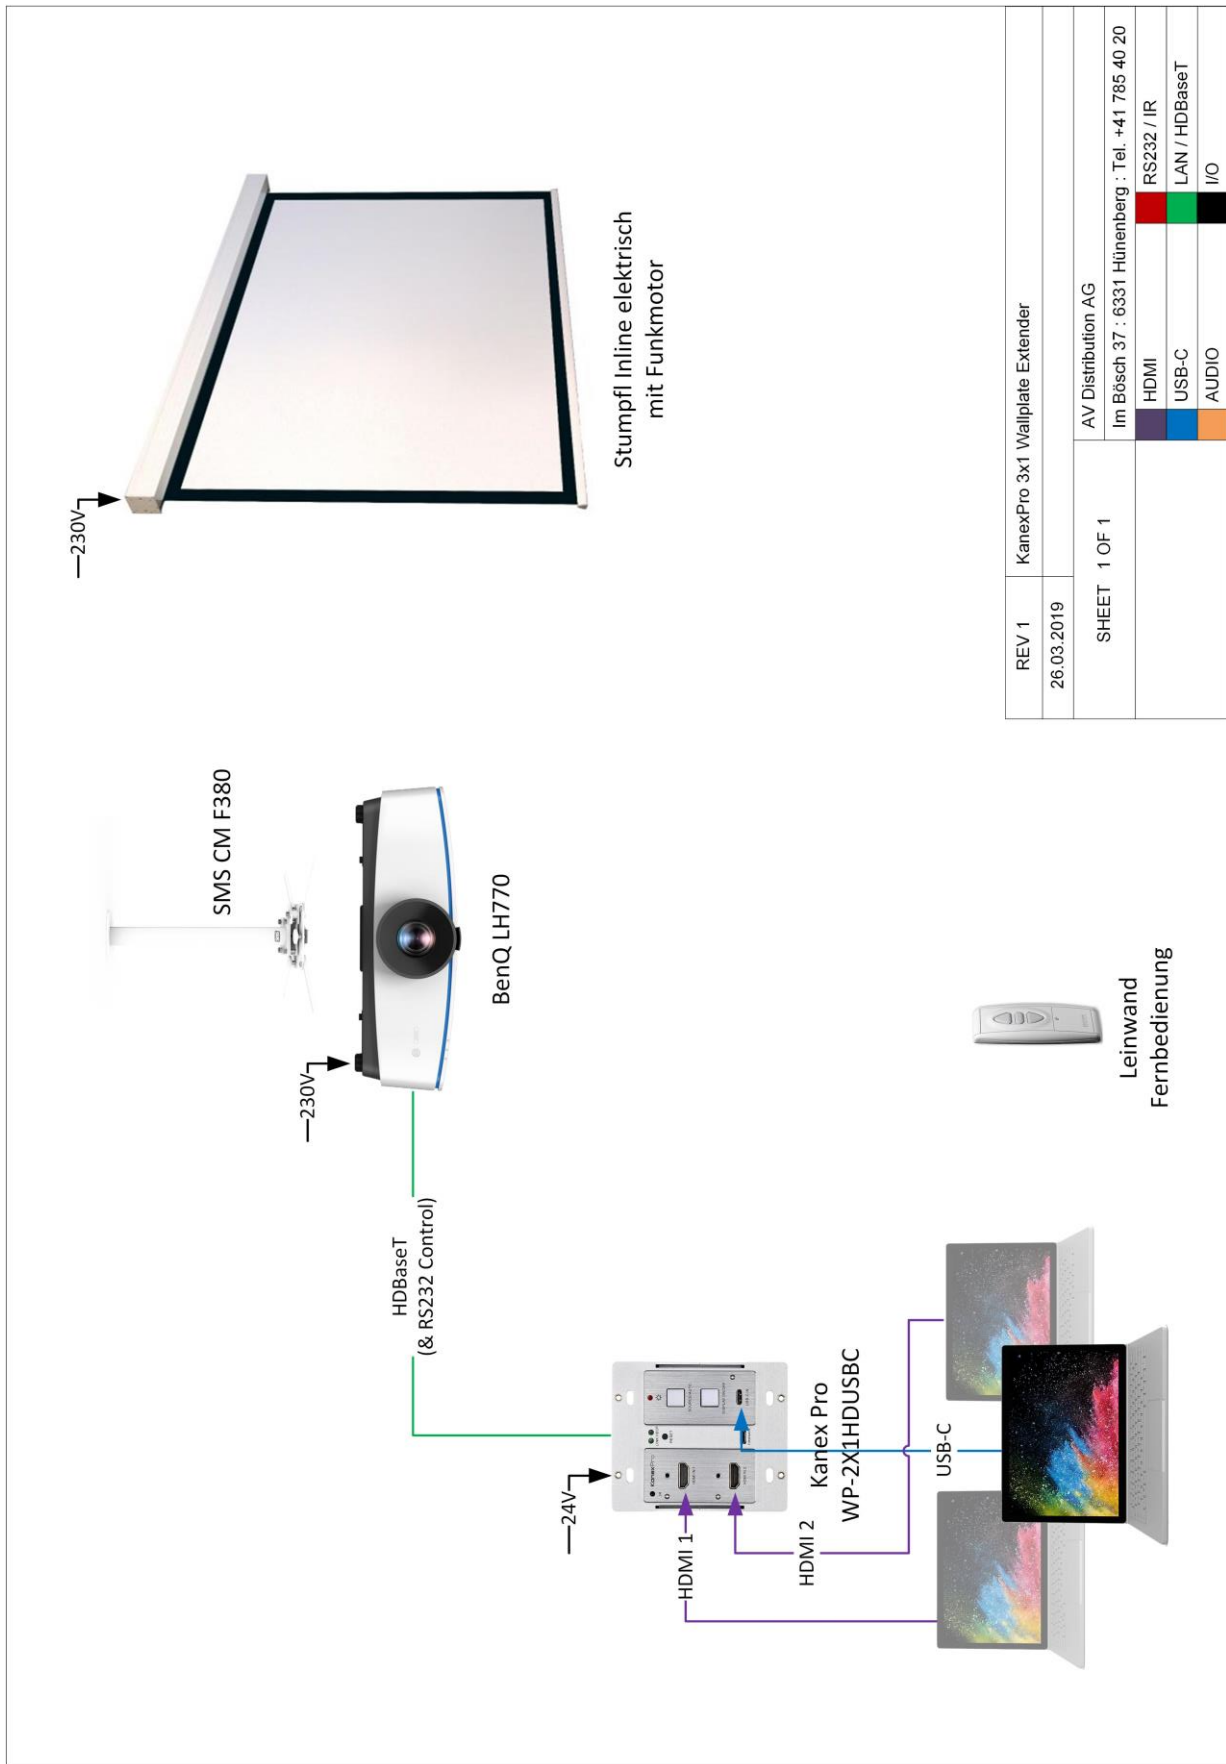 230V
Stumpfl Inline elektrisch
mit Funkmotor
SMS CM F380
230V
BenQ LH770
HDBaseT
(& RS232 Control)
24V
Kanex Pro
WP-2X1HDUSBC
HDMI 1
HDMI 2
USB-C
Leinwand
Fernbedienung
REV 1
KanexPro 3x1 Wallplate Extender
26.03.2019
SHEET 1 OF 1
AV Distribution AG
Im Bösch 37 : 6331 Hünenberg : Tel. +41 785 40 20
HDMI
RS232 / IR
USB-C
LAN / HDBaseT
AUDIO
I/O